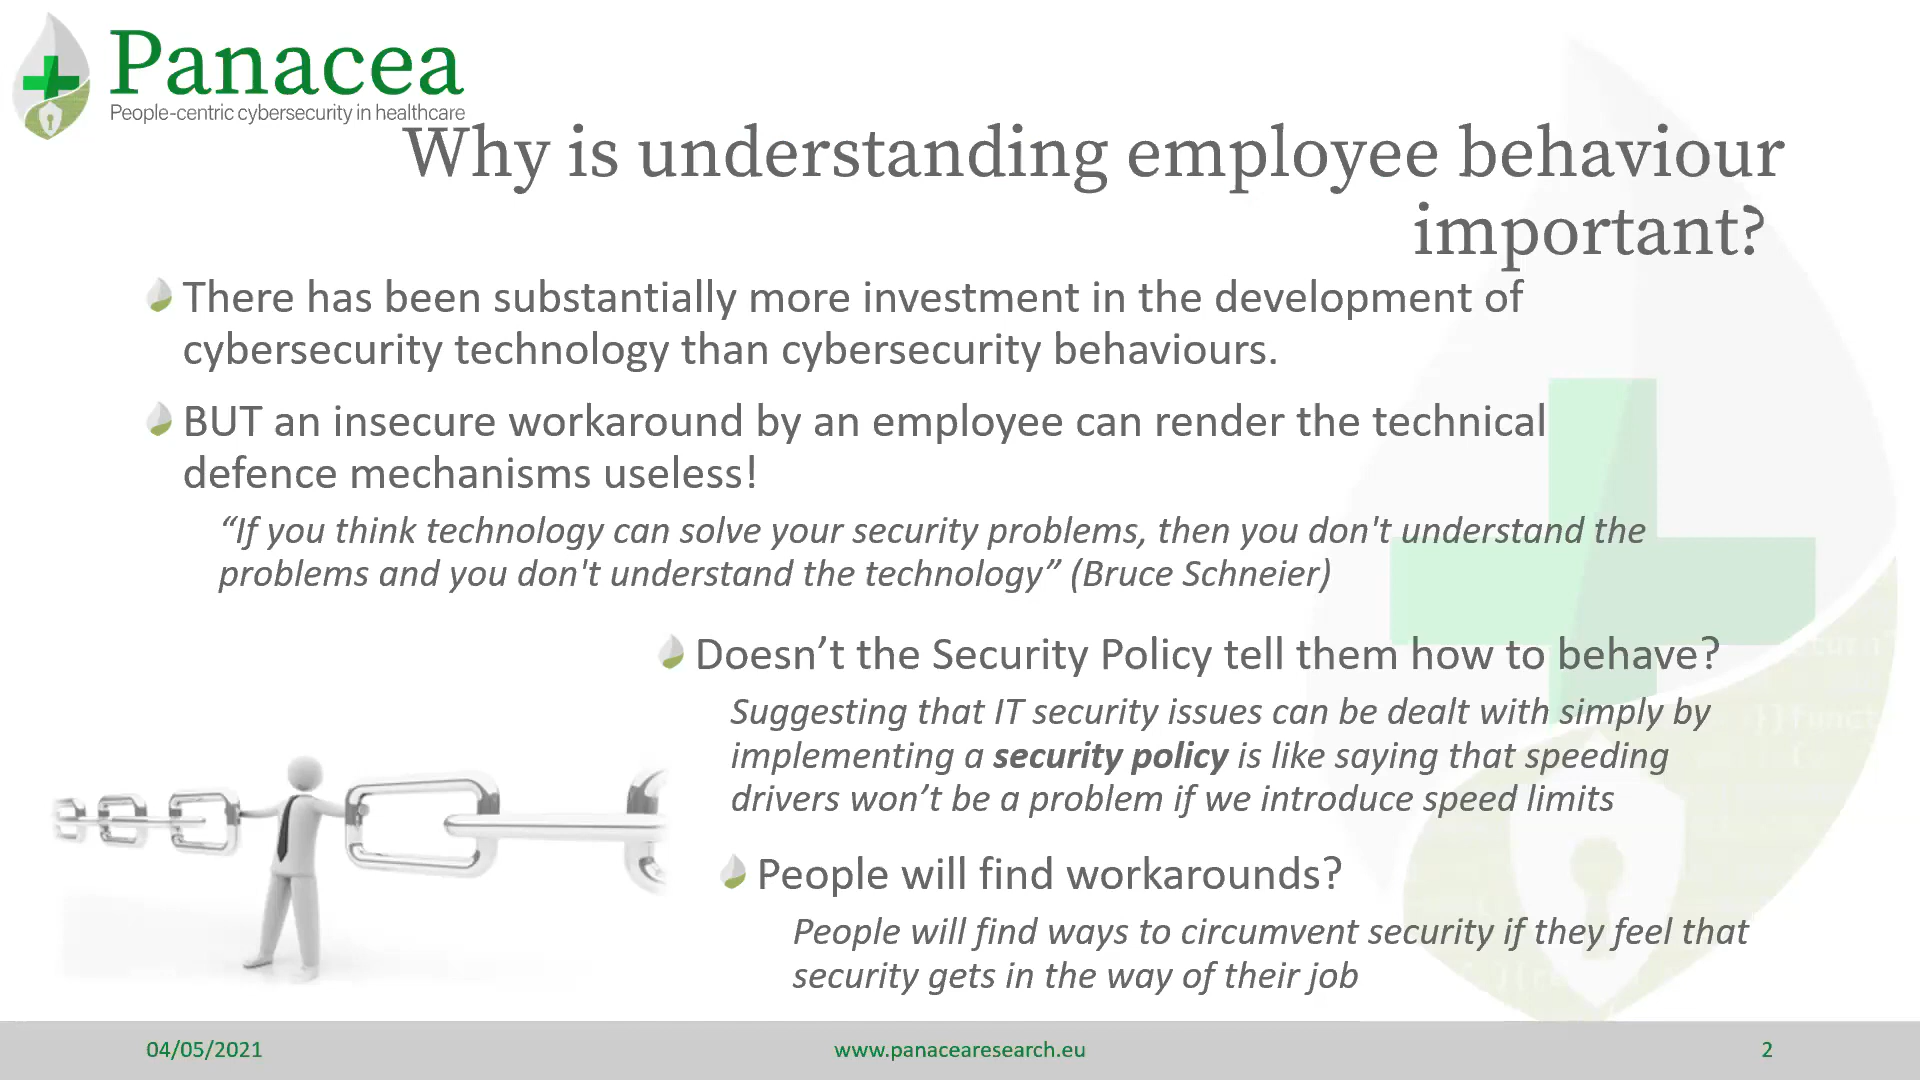 Panacea
People-centric cybersecurity in healthcare
Why is understanding employee behaviour
important?
There has been substantially more investment in the development of
cybersecurity technology than cybersecurity behaviours.
BUT an insecure workaround by an employee can render the technical
defence mechanisms useless!
“If you think technology can solve your security problems, then you don't understand the
problems and you don't understand the technology” (Bruce Schneier)
Doesn’t the Security Policy tell them how to behave?
Suggesting that IT security issues can be dealt with simply by
implementing a security policy is like saying that speeding
drivers won’t be a problem if we introduce speed limits
People will find workarounds?
People will find ways to circumvent security if they feel that
security gets in the way of their job
04/05/2021
www.panacearesearch.eu
2